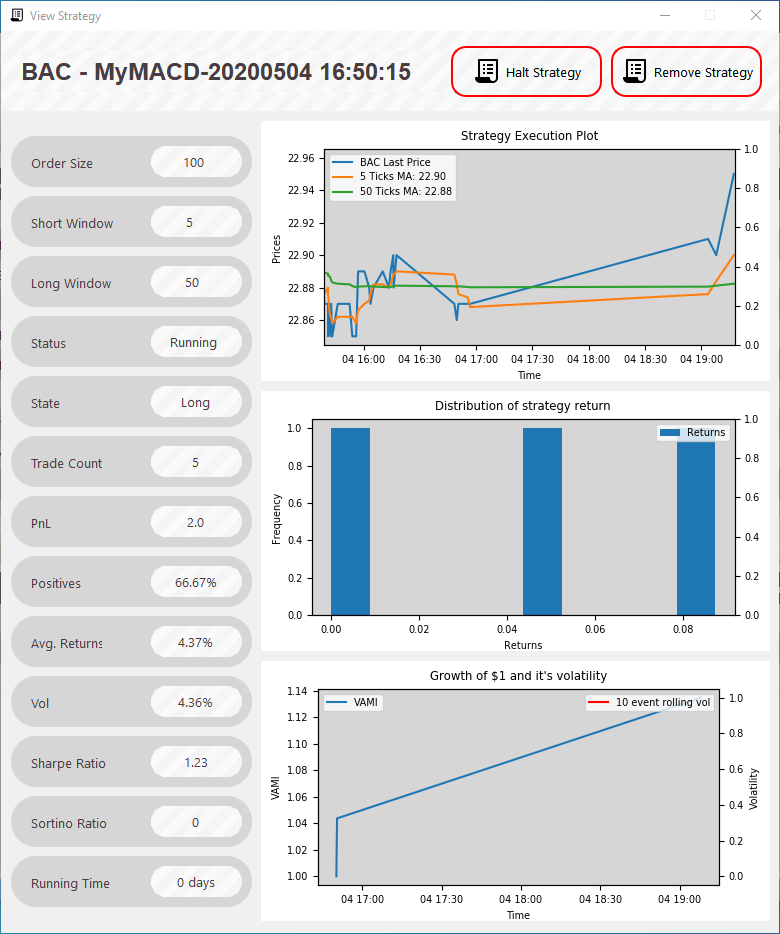 View Strategy
BAC - MyMACD-20200504 16:50:15
Halt Strategy
Remove Strategy
Order Size 100
Short Window 5
Long Window 50
Status Running
State Long
Trade Count 5
PnL 2.0
Positives 66.67%
Avg. Returns 4.37%
Vol 4.36%
Sharpe Ratio 1.23
Sortino Ratio 0
Running Time 0 days
Strategy Execution Plot
BAC Last Price
5 Ticks MA: 22.90
50 Ticks MA: 22.88
Prices
22.96
22.94
22.92
22.90
22.88
22.86
1.0
0.8
0.6
0.4
0.2
0.0
04 16:00 04 16:30 04 17:00 04 17:30 04 18:00 04 18:30 04 19:00
Time
Distribution of strategy return
Returns
Frequency
1.0
0.8
0.6
0.4
0.2
0.0
1.0
0.8
0.6
0.4
0.2
0.0
0.00 0.02 0.04 0.06 0.08
Returns
Growth of $1 and it's volatility
VAMI
10 event rolling vol
VAMI
1.14
1.12
1.10
1.08
1.06
1.04
1.02
1.00
1.0
0.8
0.6
0.4
0.2
0.0
Volatility
04 17:00 04 17:30 04 18:00 04 18:30 04 19:00
Time